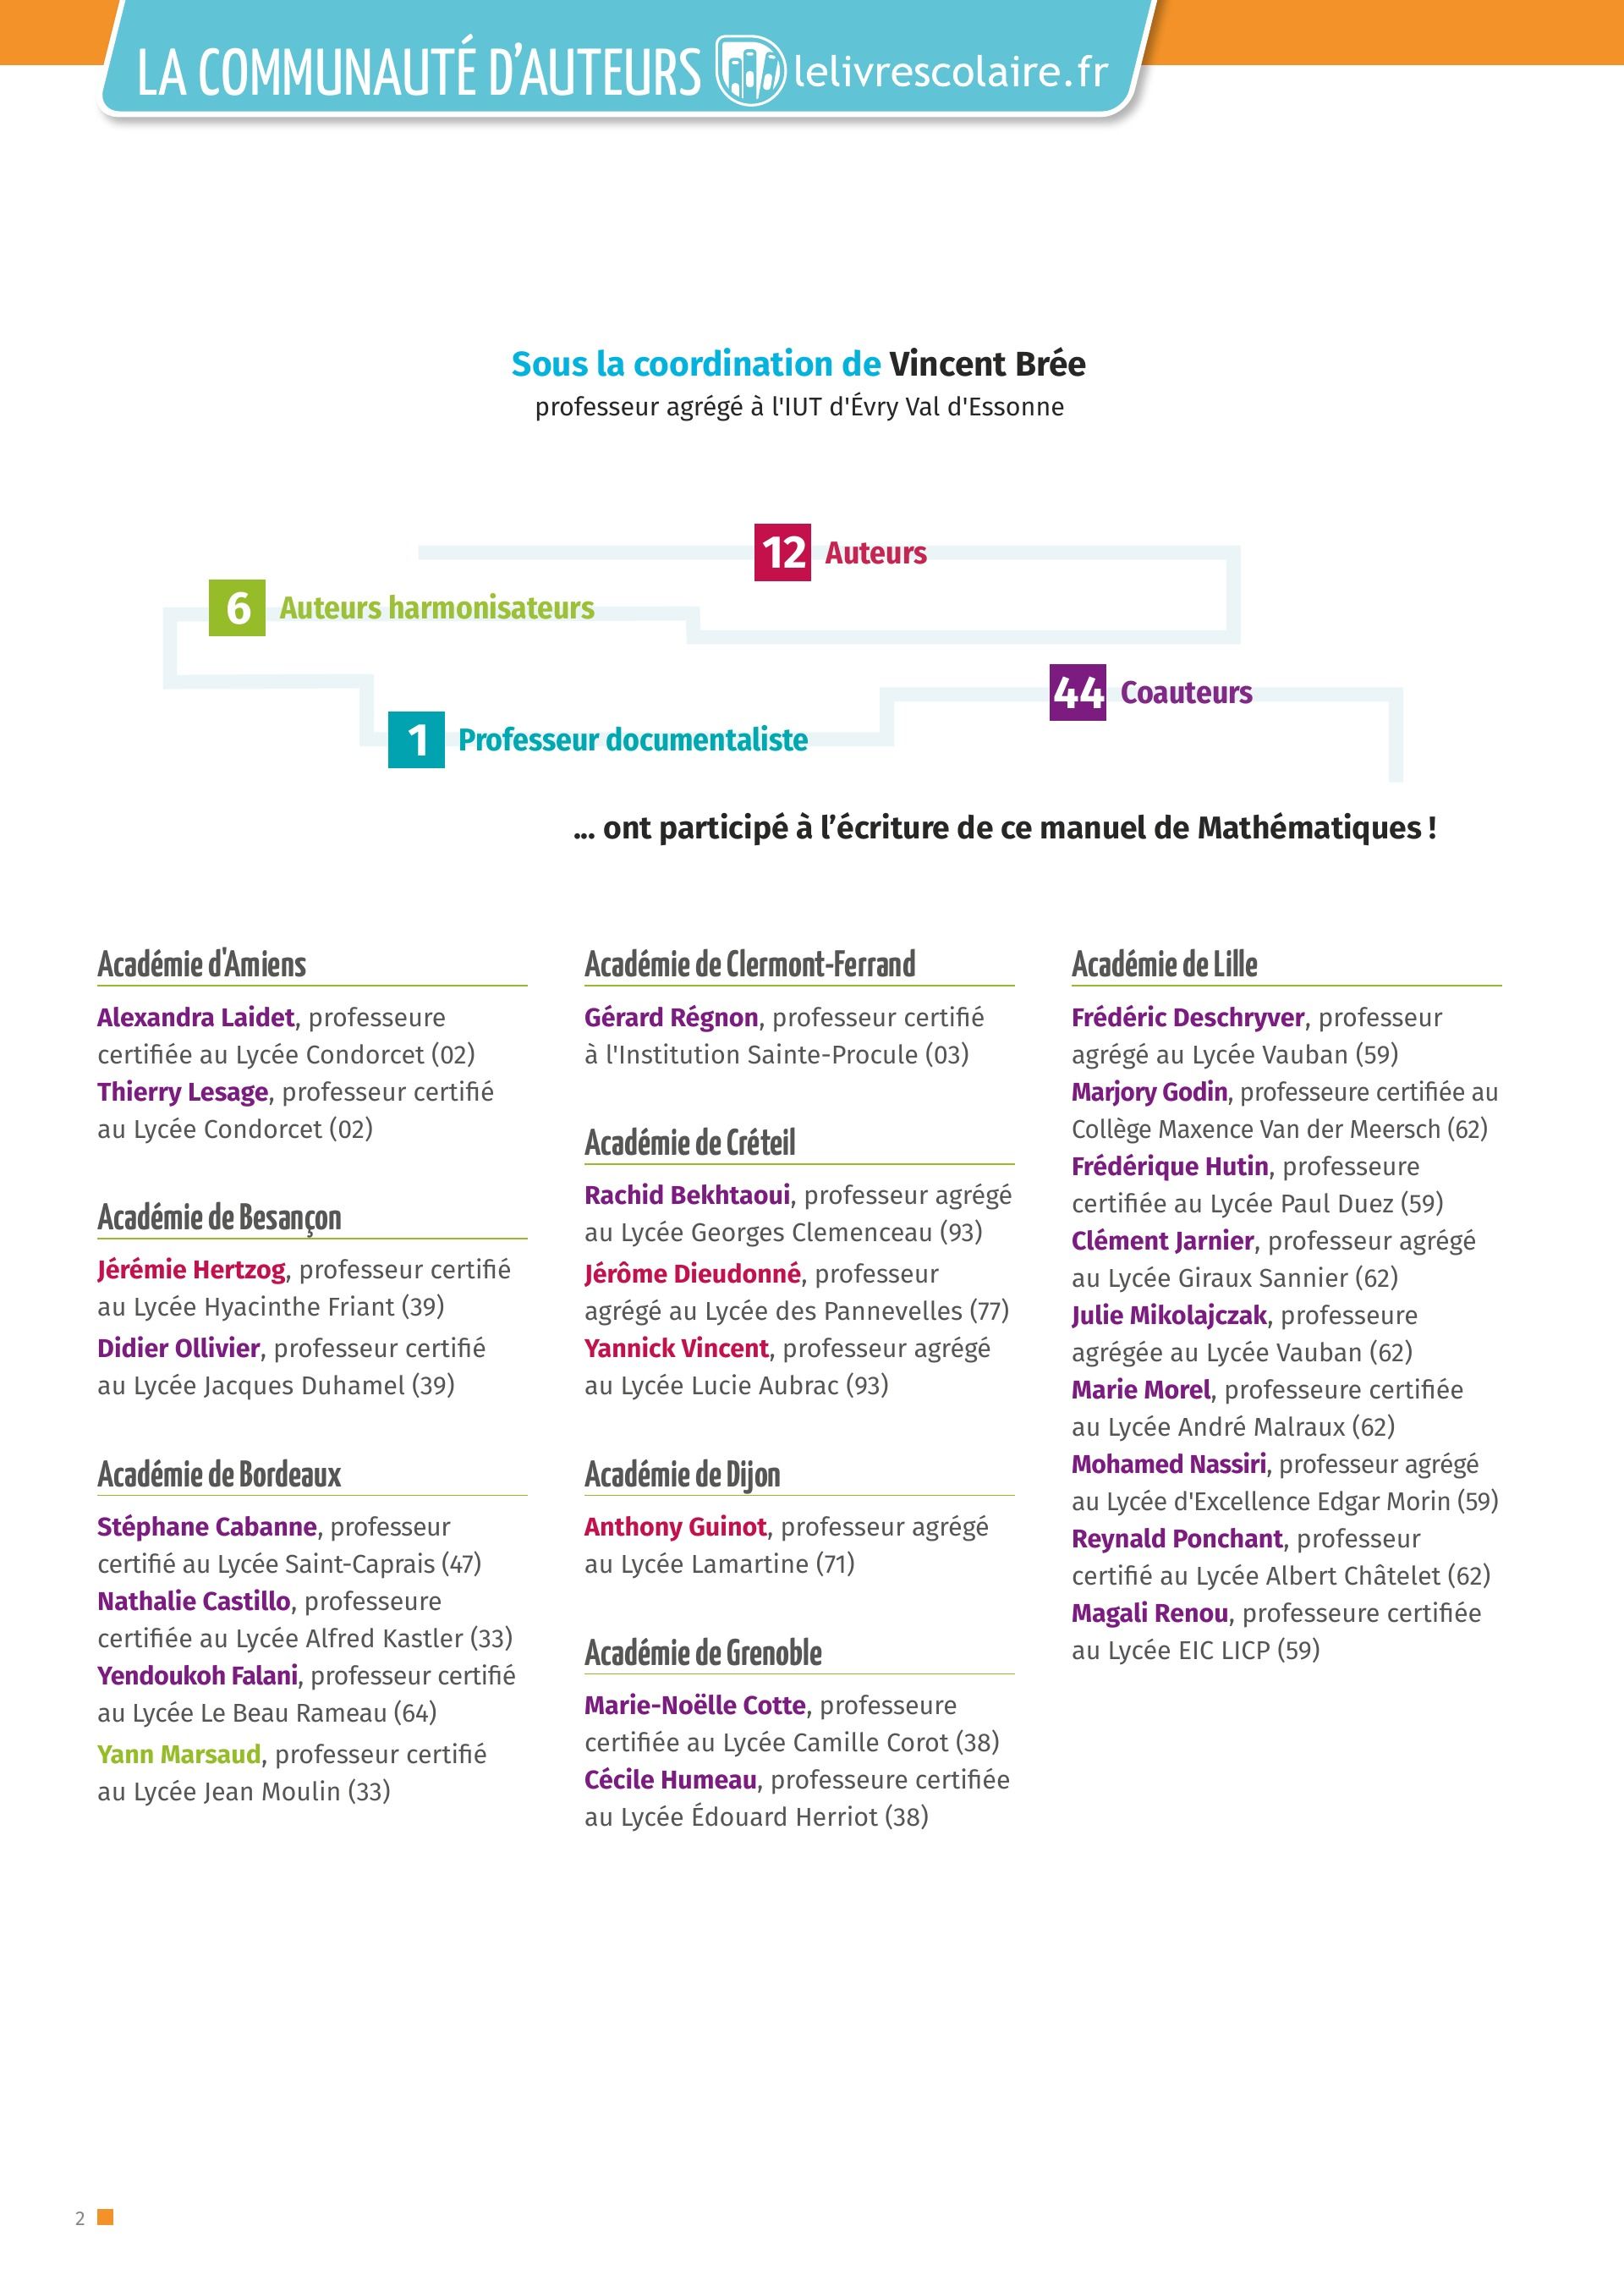 LA COMMUNAUTÉ D’AUTEURS lelivrescolaire.fr
Sous la coordination de Vincent Brée
professeur agrégé à l'IUT d'Évry Val d'Essonne
12 Auteurs
6 Auteurs harmonisateurs
44 Coauteurs
1 Professeur documentaliste
... ont participé à l’écriture de ce manuel de Mathématiques !
Académie d'Amiens
Alexandra Laidet, professeure
certifiée au Lycée Condorcet (02)
Thierry Lesage, professeur certifié
au Lycée Condorcet (02)
Académie de Besançon
Jérémie Hertzog, professeur certifié
au Lycée Hyacinthe Friant (39)
Didier Ollivier, professeur certifié
au Lycée Jacques Duhamel (39)
Académie de Bordeaux
Stéphane Cabanne, professeur
certifié au Lycée Saint-Caprais (47)
Nathalie Castillo, professeure
certifiée au Lycée Alfred Kastler (33)
Yendoukoh Falani, professeur certifié
au Lycée Le Beau Rameau (64)
Yann Marsaud, professeur certifié
au Lycée Jean Moulin (33)
Académie de Clermont-Ferrand
Gérard Régnon, professeur certifié
à l'Institution Sainte-Procule (03)
Académie de Créteil
Rachid Bekhtaoui, professeur agrégé
au Lycée Georges Clemenceau (93)
Jérôme Dieudonné, professeur
agrégé au Lycée des Pannevelles (77)
Yannick Vincent, professeur agrégé
au Lycée Lucie Aubrac (93)
Académie de Dijon
Anthony Guinot, professeur agrégé
au Lycée Lamartine (71)
Académie de Grenoble
Marie-Noëlle Cotte, professeure
certifiée au Lycée Camille Corot (38)
Cécile Humeau, professeure certifiée
au Lycée Édouard Herriot (38)
Académie de Lille
Frédéric Deschryver, professeur
agrégé au Lycée Vauban (59)
Marjory Godin, professeure certifiée au
Collège Maxence Van der Meersch (62)
Frédérique Hutin, professeure
certifiée au Lycée Paul Duez (59)
Clément Jarnier, professeur agrégé
au Lycée Giraux Sannier (62)
Julie Mikolajczak, professeure
agrégée au Lycée Vauban (62)
Marie Morel, professeure certifiée
au Lycée André Malraux (62)
Mohamed Nassiri, professeur agrégé
au Lycée d'Excellence Edgar Morin (59)
Reynald Ponchant, professeur
certifié au Lycée Albert Châtelet (62)
Magali Renou, professeure certifiée
au Lycée EIC LICP (59)
2